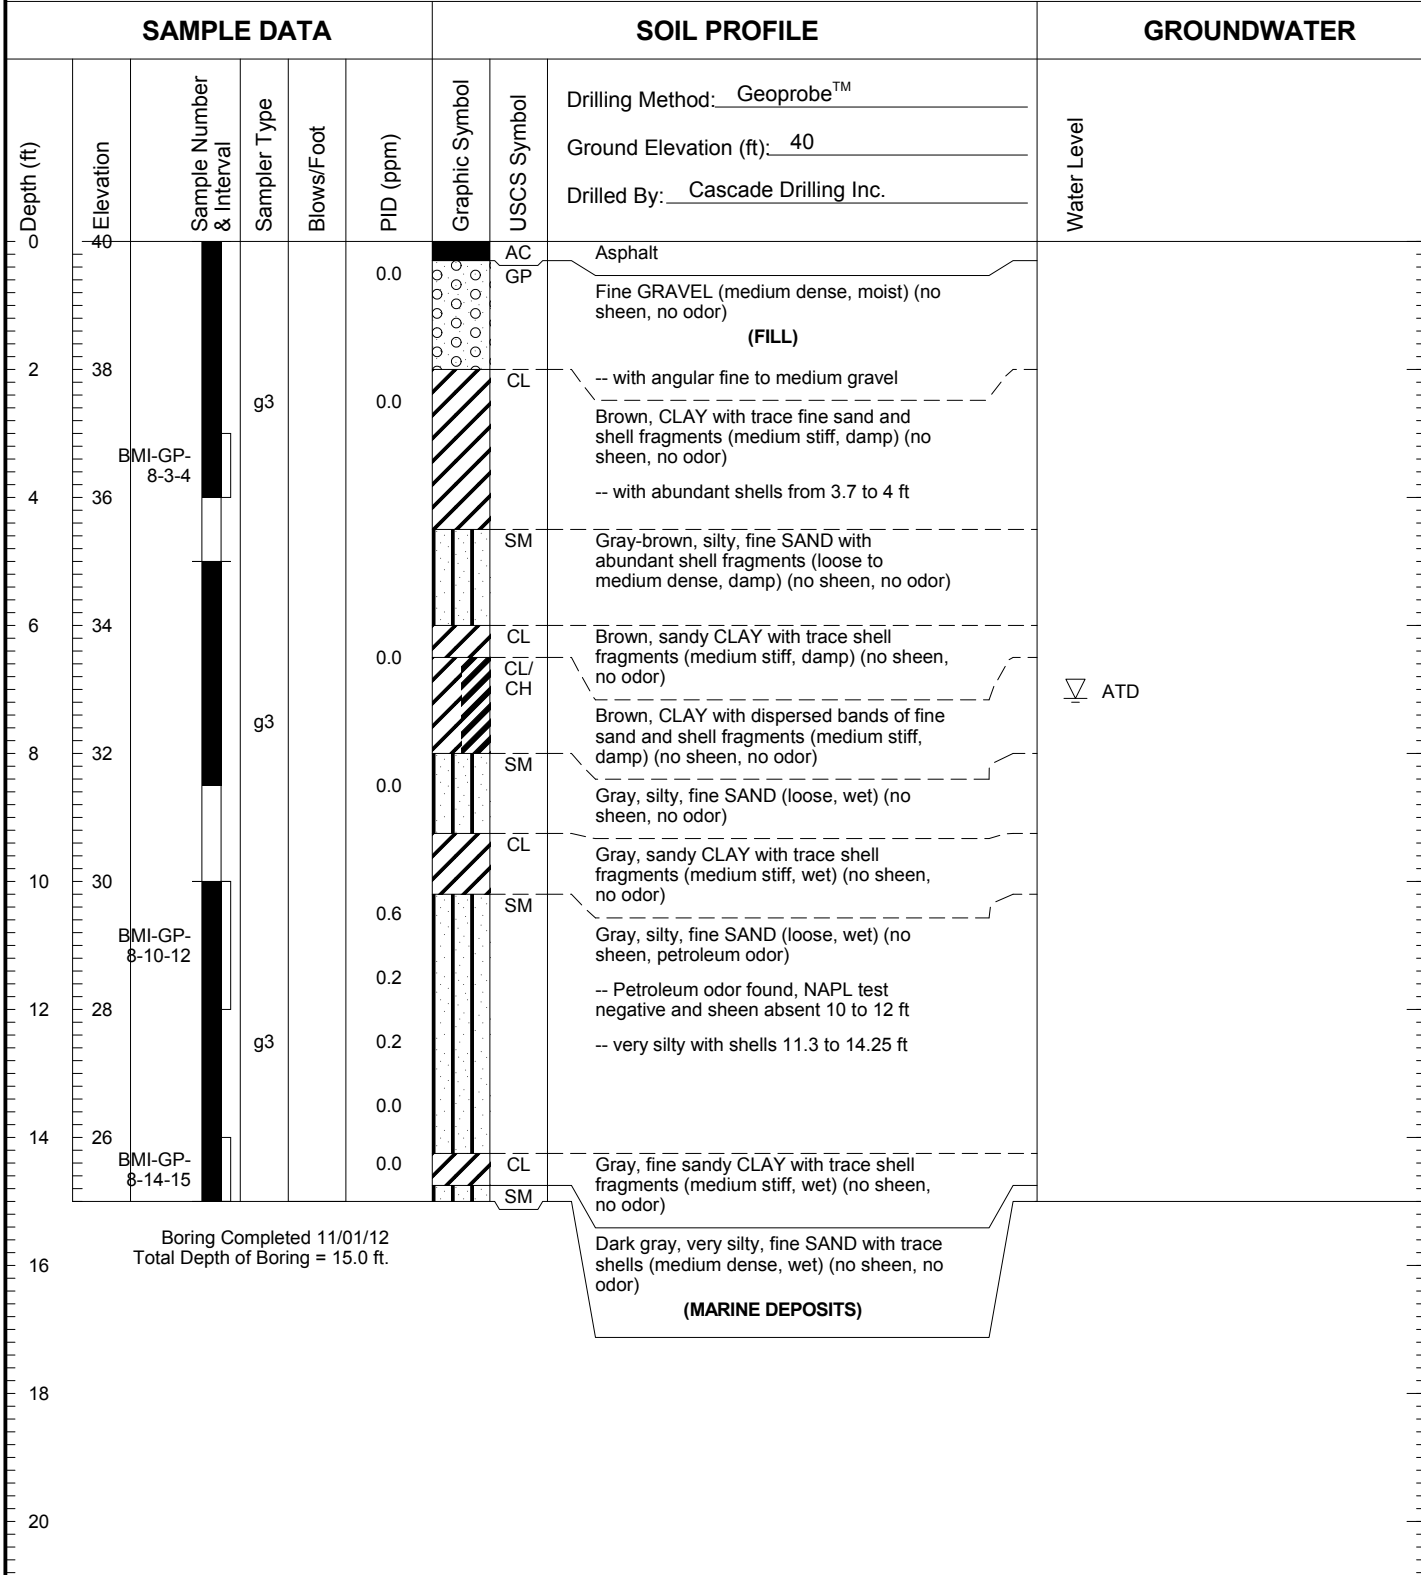 SAMPLE DATA
SOIL PROFILE
GROUNDWATER
Depth (ft)
Elevation
Sample Number
& Interval
Sampler Type
Blows/Foot
PID (ppm)
Graphic Symbol
USCS Symbol
Drilling Method: Geoprobe™
Ground Elevation (ft): 40
Drilled By: Cascade Drilling Inc.
Water Level
0
40
AC
Asphalt
0.0
GP
Fine GRAVEL (medium dense, moist) (no
sheen, no odor)
(FILL)
2
38
CL
-- with angular fine to medium gravel
g3
0.0
Brown, CLAY with trace fine sand and
shell fragments (medium stiff, damp) (no
sheen, no odor)
BMI-GP-
8-3-4
4
36
-- with abundant shells from 3.7 to 4 ft
SM
Gray-brown, silty, fine SAND with
abundant shell fragments (loose to
medium dense, damp) (no sheen, no odor)
6
34
CL
Brown, sandy CLAY with trace shell
fragments (medium stiff, damp) (no sheen,
no odor)
0.0
CL/
CH
ATD
g3
Brown, CLAY with dispersed bands of fine
sand and shell fragments (medium stiff,
damp) (no sheen, no odor)
8
32
SM
0.0
Gray, silty, fine SAND (loose, wet) (no
sheen, no odor)
CL
Gray, sandy CLAY with trace shell
fragments (medium stiff, wet) (no sheen,
no odor)
10
30
SM
0.6
BMI-GP-
8-10-12
Gray, silty, fine SAND (loose, wet) (no
sheen, petroleum odor)
0.2
-- Petroleum odor found, NAPL test
negative and sheen absent 10 to 12 ft
12
28
g3
0.2
-- very silty with shells 11.3 to 14.25 ft
0.0
14
26
BMI-GP-
8-14-15
0.0
CL
Gray, fine sandy CLAY with trace shell
fragments (medium stiff, wet) (no sheen,
no odor)
SM
Boring Completed 11/01/12
Total Depth of Boring = 15.0 ft.
Dark gray, very silty, fine SAND with trace
shells (medium dense, wet) (no sheen, no
odor)
(MARINE DEPOSITS)
16
18
20